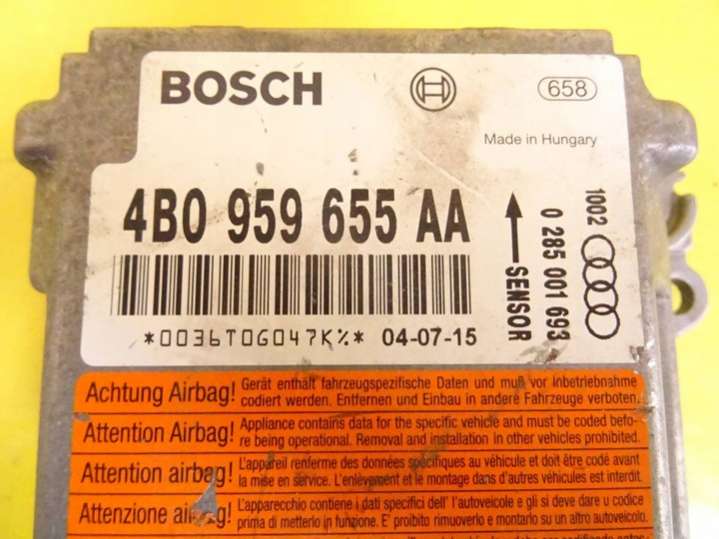 BOSCH
658
Made in Hungary
4B0 959 655 AA
*0036T0G047K%* 04-07-15
SENSOR
0 285 001 693
1002
Achtung Airbag! Gerät enthält fahrzeugspezifische Daten und muß vor Inbetriebnahme
codiert werden. Entfernen und Einbau in andere Fahrzeuge verboten.
Attention Airbag! Appliance contains data for the specific vehicle and must be coded befo-
re being operational. Removal and installation in other vehicles prohibited.
Attention airbag! L'appareil renferme des données spécifiques au véhicule et doit être codé avant
la mise en service. L'enlèvement et le montage dans d'autres véhicules est interdit.
Attenzione airbag! L'apparecchio contiene i dati specifici dell' l'autoveicolo e gli si deve dare u codice
prima di metterlo in funzione. E' proibito rimuoverlo e montarlo su un altro autoveicolo.